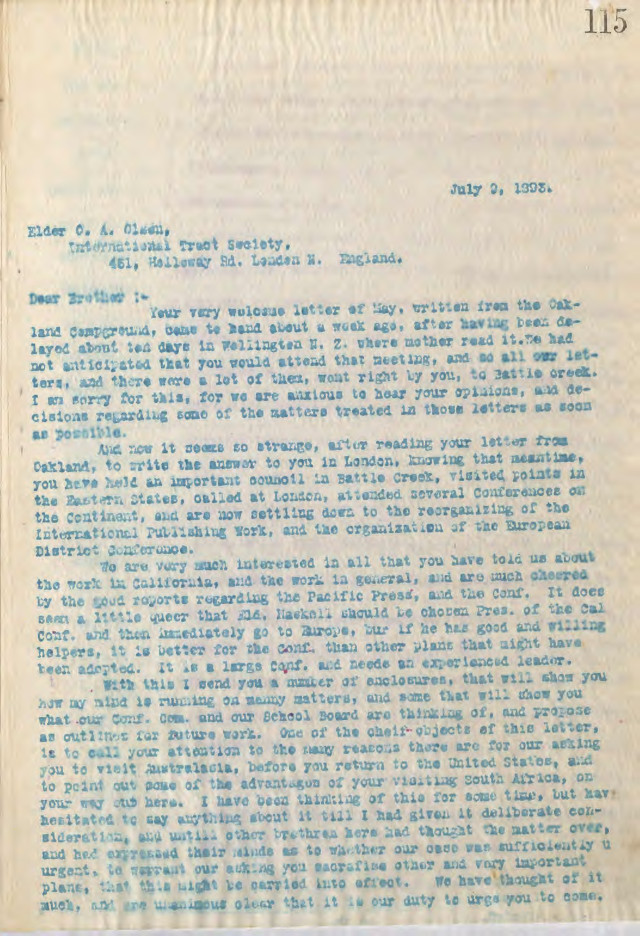 115
July 9, 1893.
Elder O. A. Olsen,
International Tract Society,
451, Holloway Rd. London N. England.
Dear Brother :-
Your very welcome letter of May, written from the Oak-
land Campground, came to hand about a week ago, after having been de-
layed about ten days in Wellington N. Z. where mother read it. We had
not anticipated that you would attend that meeting, and so all our let-
ters, and there were a lot of them, went right by you, to Battle creek.
I am sorry for this, for we are anxious to hear your opinions, and de-
cisions regarding some of the matters treated in those letters as soon
as possible.
And now it seems so strange, after reading your letter from
Oakland, to write the answer to you in London, knowing that meantime,
you have held an important council in Battle Creek, visited points in
the Eastern States, called at London, attended several Conferences on
the Continent, and are now settling down to the reorganizing of the
International Publishing Work, and the organization of the European
District Conference.
We are very much interested in all that you have told us about
the work in California, and the work in general, and are much cheered
by the good reports regarding the Pacific Press, and the Conf. It does
seem a little queer that Eld. Haskell should be chosen Pres. of the Cal
Conf. and then immediately go to Europe, but if he has good and willing
helpers, it is better for the Conf. than other plans that might have
been adopted. It is a large Conf. and needs an experienced leader.
With this I send you a number of enclosures, that will show you
how my mind is running on manny matters, and some that will show you
what our Conf. Com. and our School Board are thinking of, and propose
as outlines for future work. One of the cheif objects of this letter,
is to call your attention to the many reasons there are for our asking
you to visit Australasia, before you return to the United States, and
to point out some of the advantages of your visiting South Africa, on
your way out here. I have been thinking of this for some time, but hav
hesitated to say anything about it till I had given it deliberate con-
sideration, and untill other brethren here had thought the matter over,
and had expressed their minds as to whether our case was sufficiently u
urgent, to warrant our asking you sacrafise other and very important
plans, that this might be carried into effect. We have thought of it
much, and are unanimous clear that it is our duty to urge you to come.